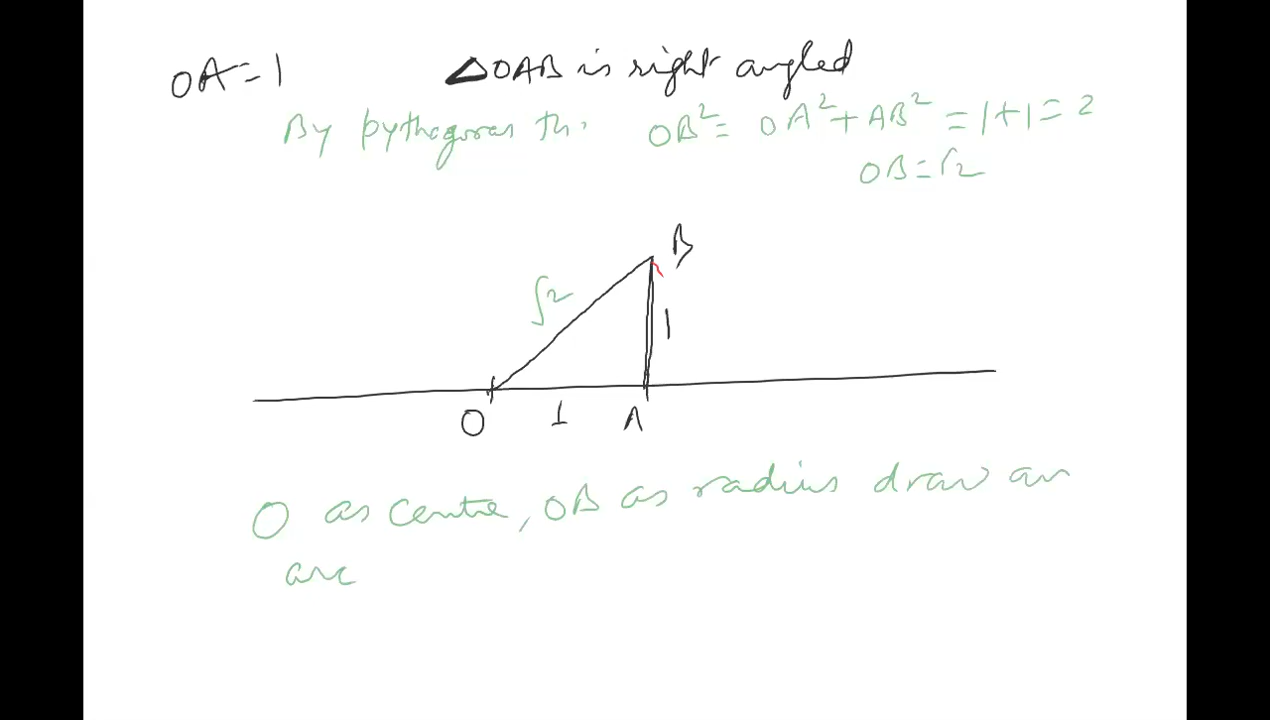 OA=1 △OAB is right angled
By pythagoras th. OB²= OA²+AB² =1+1=2
OB=√2
B
√2
1
O 1 A
O as centre, OB as radius draw an
arc